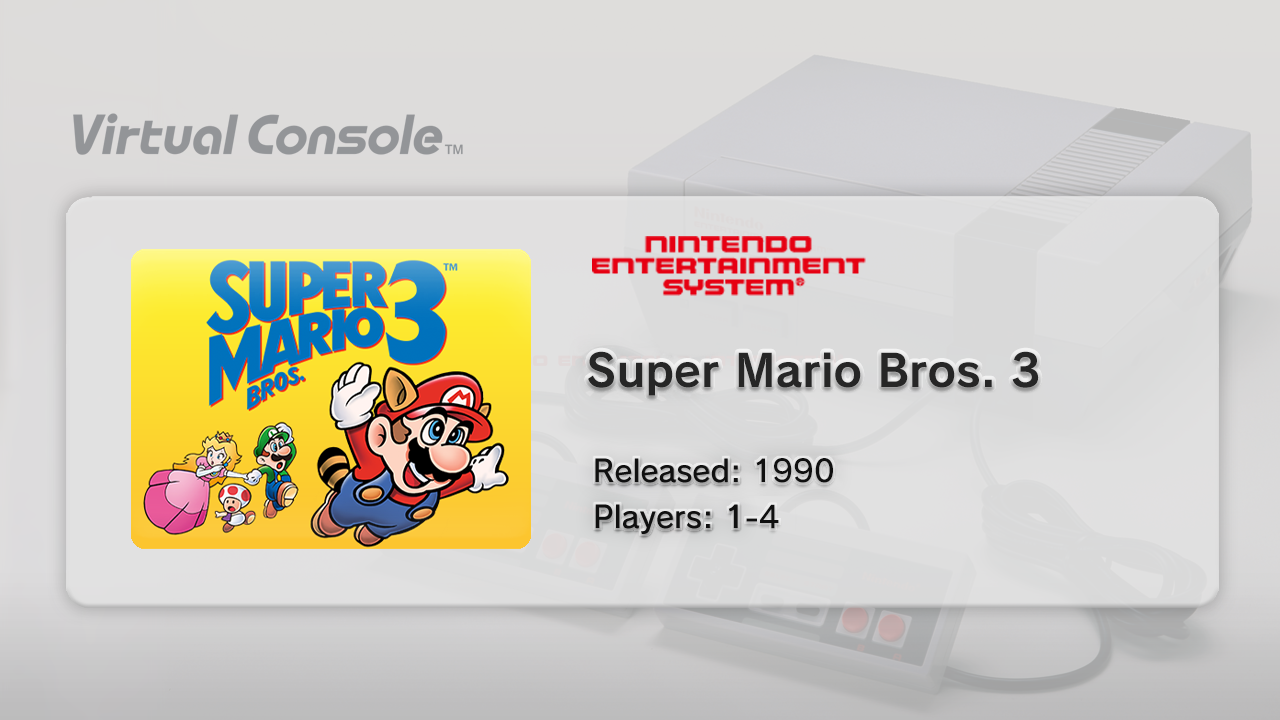 Virtual Console™
NINTENDO
ENTERTAINMENT
SYSTEM®
SUPER
MARIO 3™
BROS.
Super Mario Bros. 3
Released: 1990
Players: 1-4